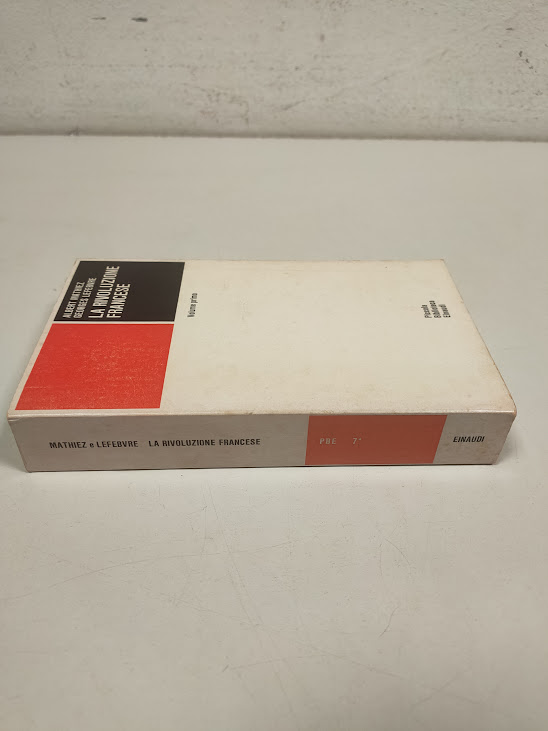 ALBERT MATHIEZ
GEORGES LEFEBVRE
LA RIVOLUZIONE
FRANCESE
Volume primo
Piccola
Biblioteca
Einaudi
MATHIEZ e LEFEBVRE LA RIVOLUZIONE FRANCESE
PBE 7*
EINAUDI